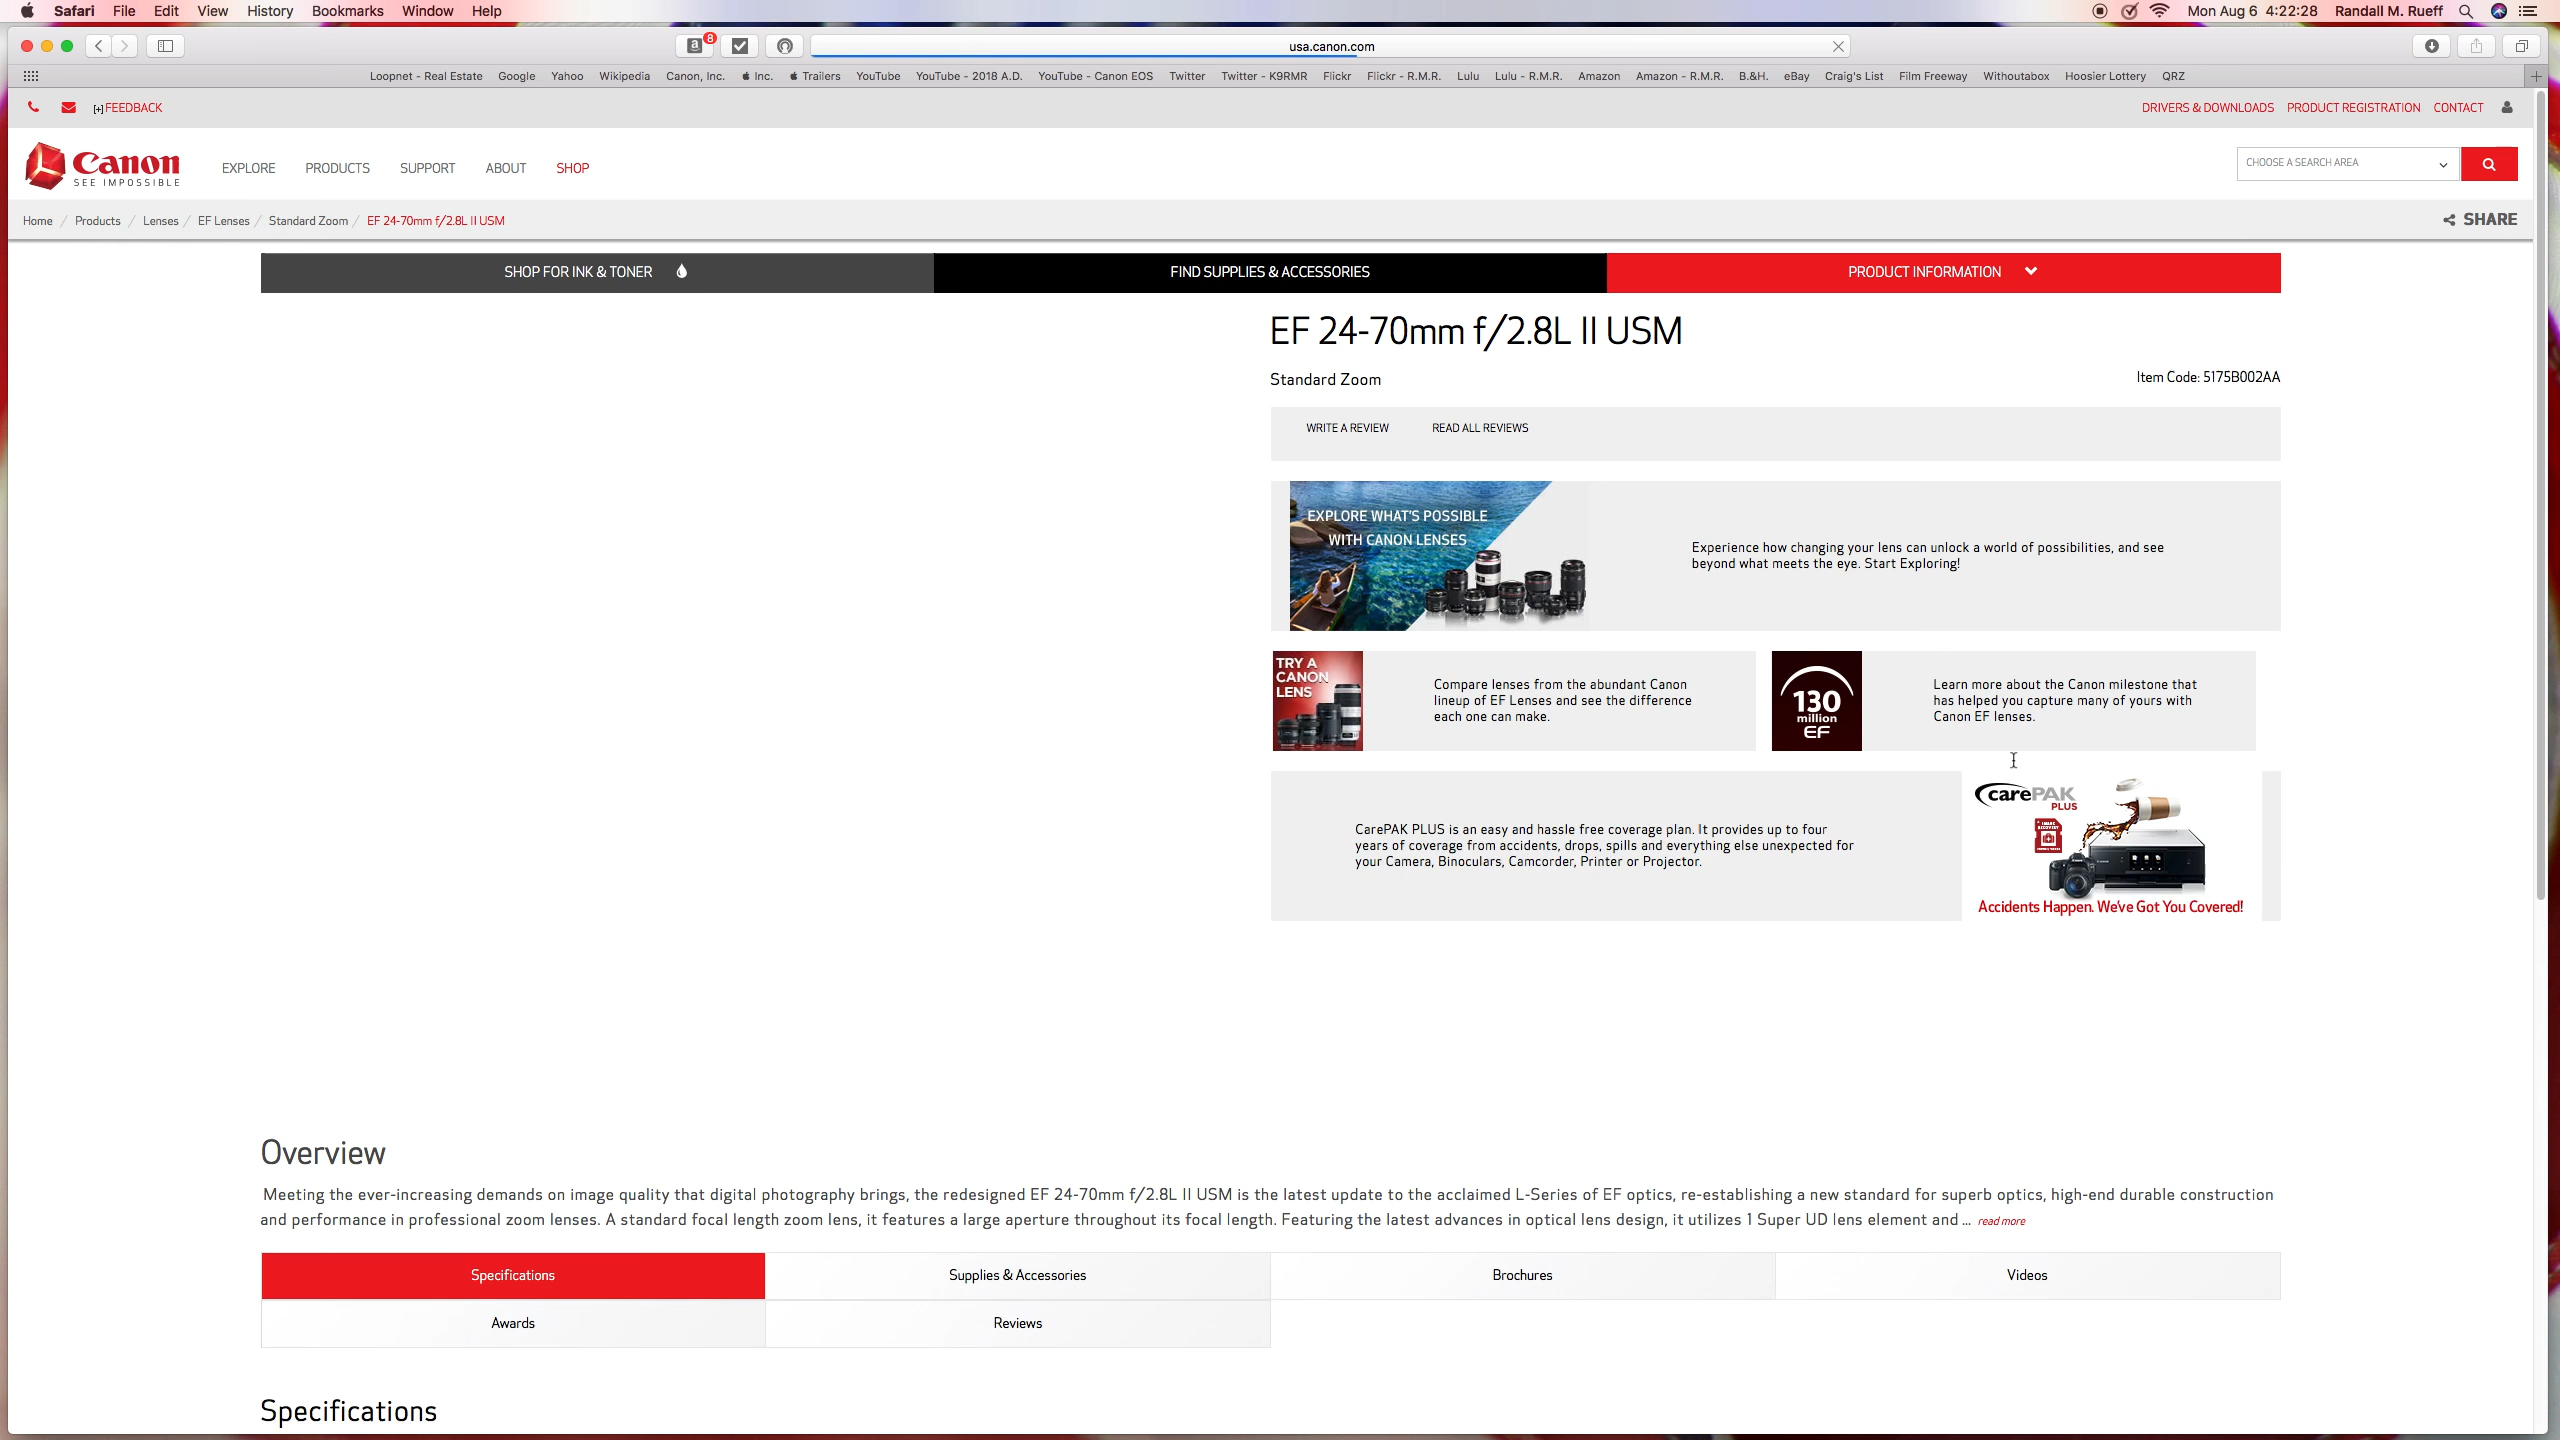 Safari File Edit View History Bookmarks Window Help
Mon Aug 6 4:22:28 Randall M. Rueff
8
usa.canon.com
Loopnet - Real Estate Google Yahoo Wikipedia Canon, Inc. Inc. Trailers YouTube YouTube - 2018 A.D. YouTube - Canon EOS Twitter Twitter - K9RMR Flickr Flickr - R.M.R. Lulu Lulu - R.M.R. Amazon Amazon - R.M.R. B.&H. eBay Craig's List Film Freeway Withoutabox Hoosier Lottery QRZ
[+] FEEDBACK
DRIVERS & DOWNLOADS PRODUCT REGISTRATION CONTACT
Canon
SEE IMPOSSIBLE
EXPLORE PRODUCTS SUPPORT ABOUT SHOP
CHOOSE A SEARCH AREA
Home / Products / Lenses / EF Lenses / Standard Zoom / EF 24-70mm f/2.8L II USM
SHARE
SHOP FOR INK & TONER
FIND SUPPLIES & ACCESSORIES
PRODUCT INFORMATION
EF 24-70mm f/2.8L II USM
Standard Zoom
Item Code: 5175B002AA
WRITE A REVIEW READ ALL REVIEWS
EXPLORE WHAT'S POSSIBLE
WITH CANON LENSES
Experience how changing your lens can unlock a world of possibilities, and see
beyond what meets the eye. Start Exploring!
TRY A
CANON
LENS
Compare lenses from the abundant Canon
lineup of EF Lenses and see the difference
each one can make.
130
million
EF
Learn more about the Canon milestone that
has helped you capture many of yours with
Canon EF lenses.
CarePAK PLUS is an easy and hassle free coverage plan. It provides up to four
years of coverage from accidents, drops, spills and everything else unexpected for
your Camera, Binoculars, Camcorder, Printer or Projector.
carePAK
PLUS
Accidents Happen. We've Got You Covered!
Overview
Meeting the ever-increasing demands on image quality that digital photography brings, the redesigned EF 24-70mm f/2.8L II USM is the latest update to the acclaimed L-Series of EF optics, re-establishing a new standard for superb optics, high-end durable construction
and performance in professional zoom lenses. A standard focal length zoom lens, it features a large aperture throughout its focal length. Featuring the latest advances in optical lens design, it utilizes 1 Super UD lens element and ... read more
Specifications Supplies & Accessories Brochures Videos
Awards Reviews
Specifications